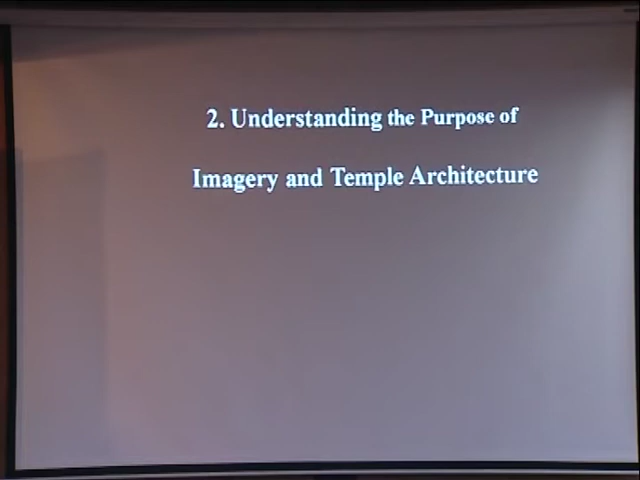 2. Understanding the Purpose of
Imagery and Temple Architecture